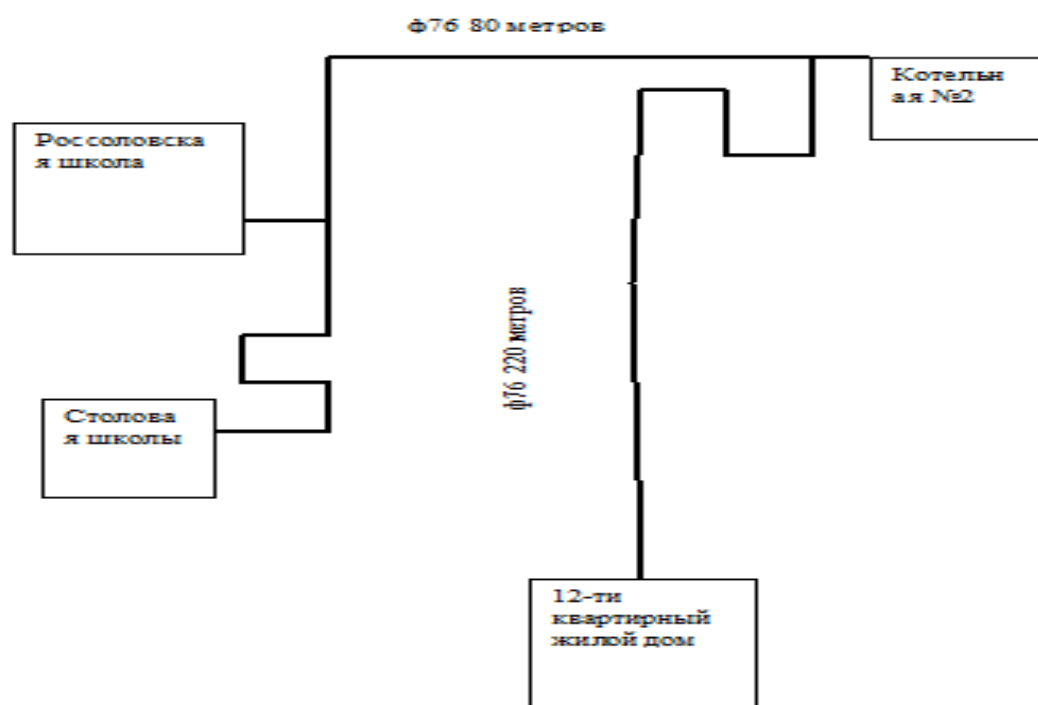 ф76 80 метров
Котельн
ая №2
Россоловска
я школа
ф76 220 метров
Столова
я школы
12-ти
квартирный
жилой дом